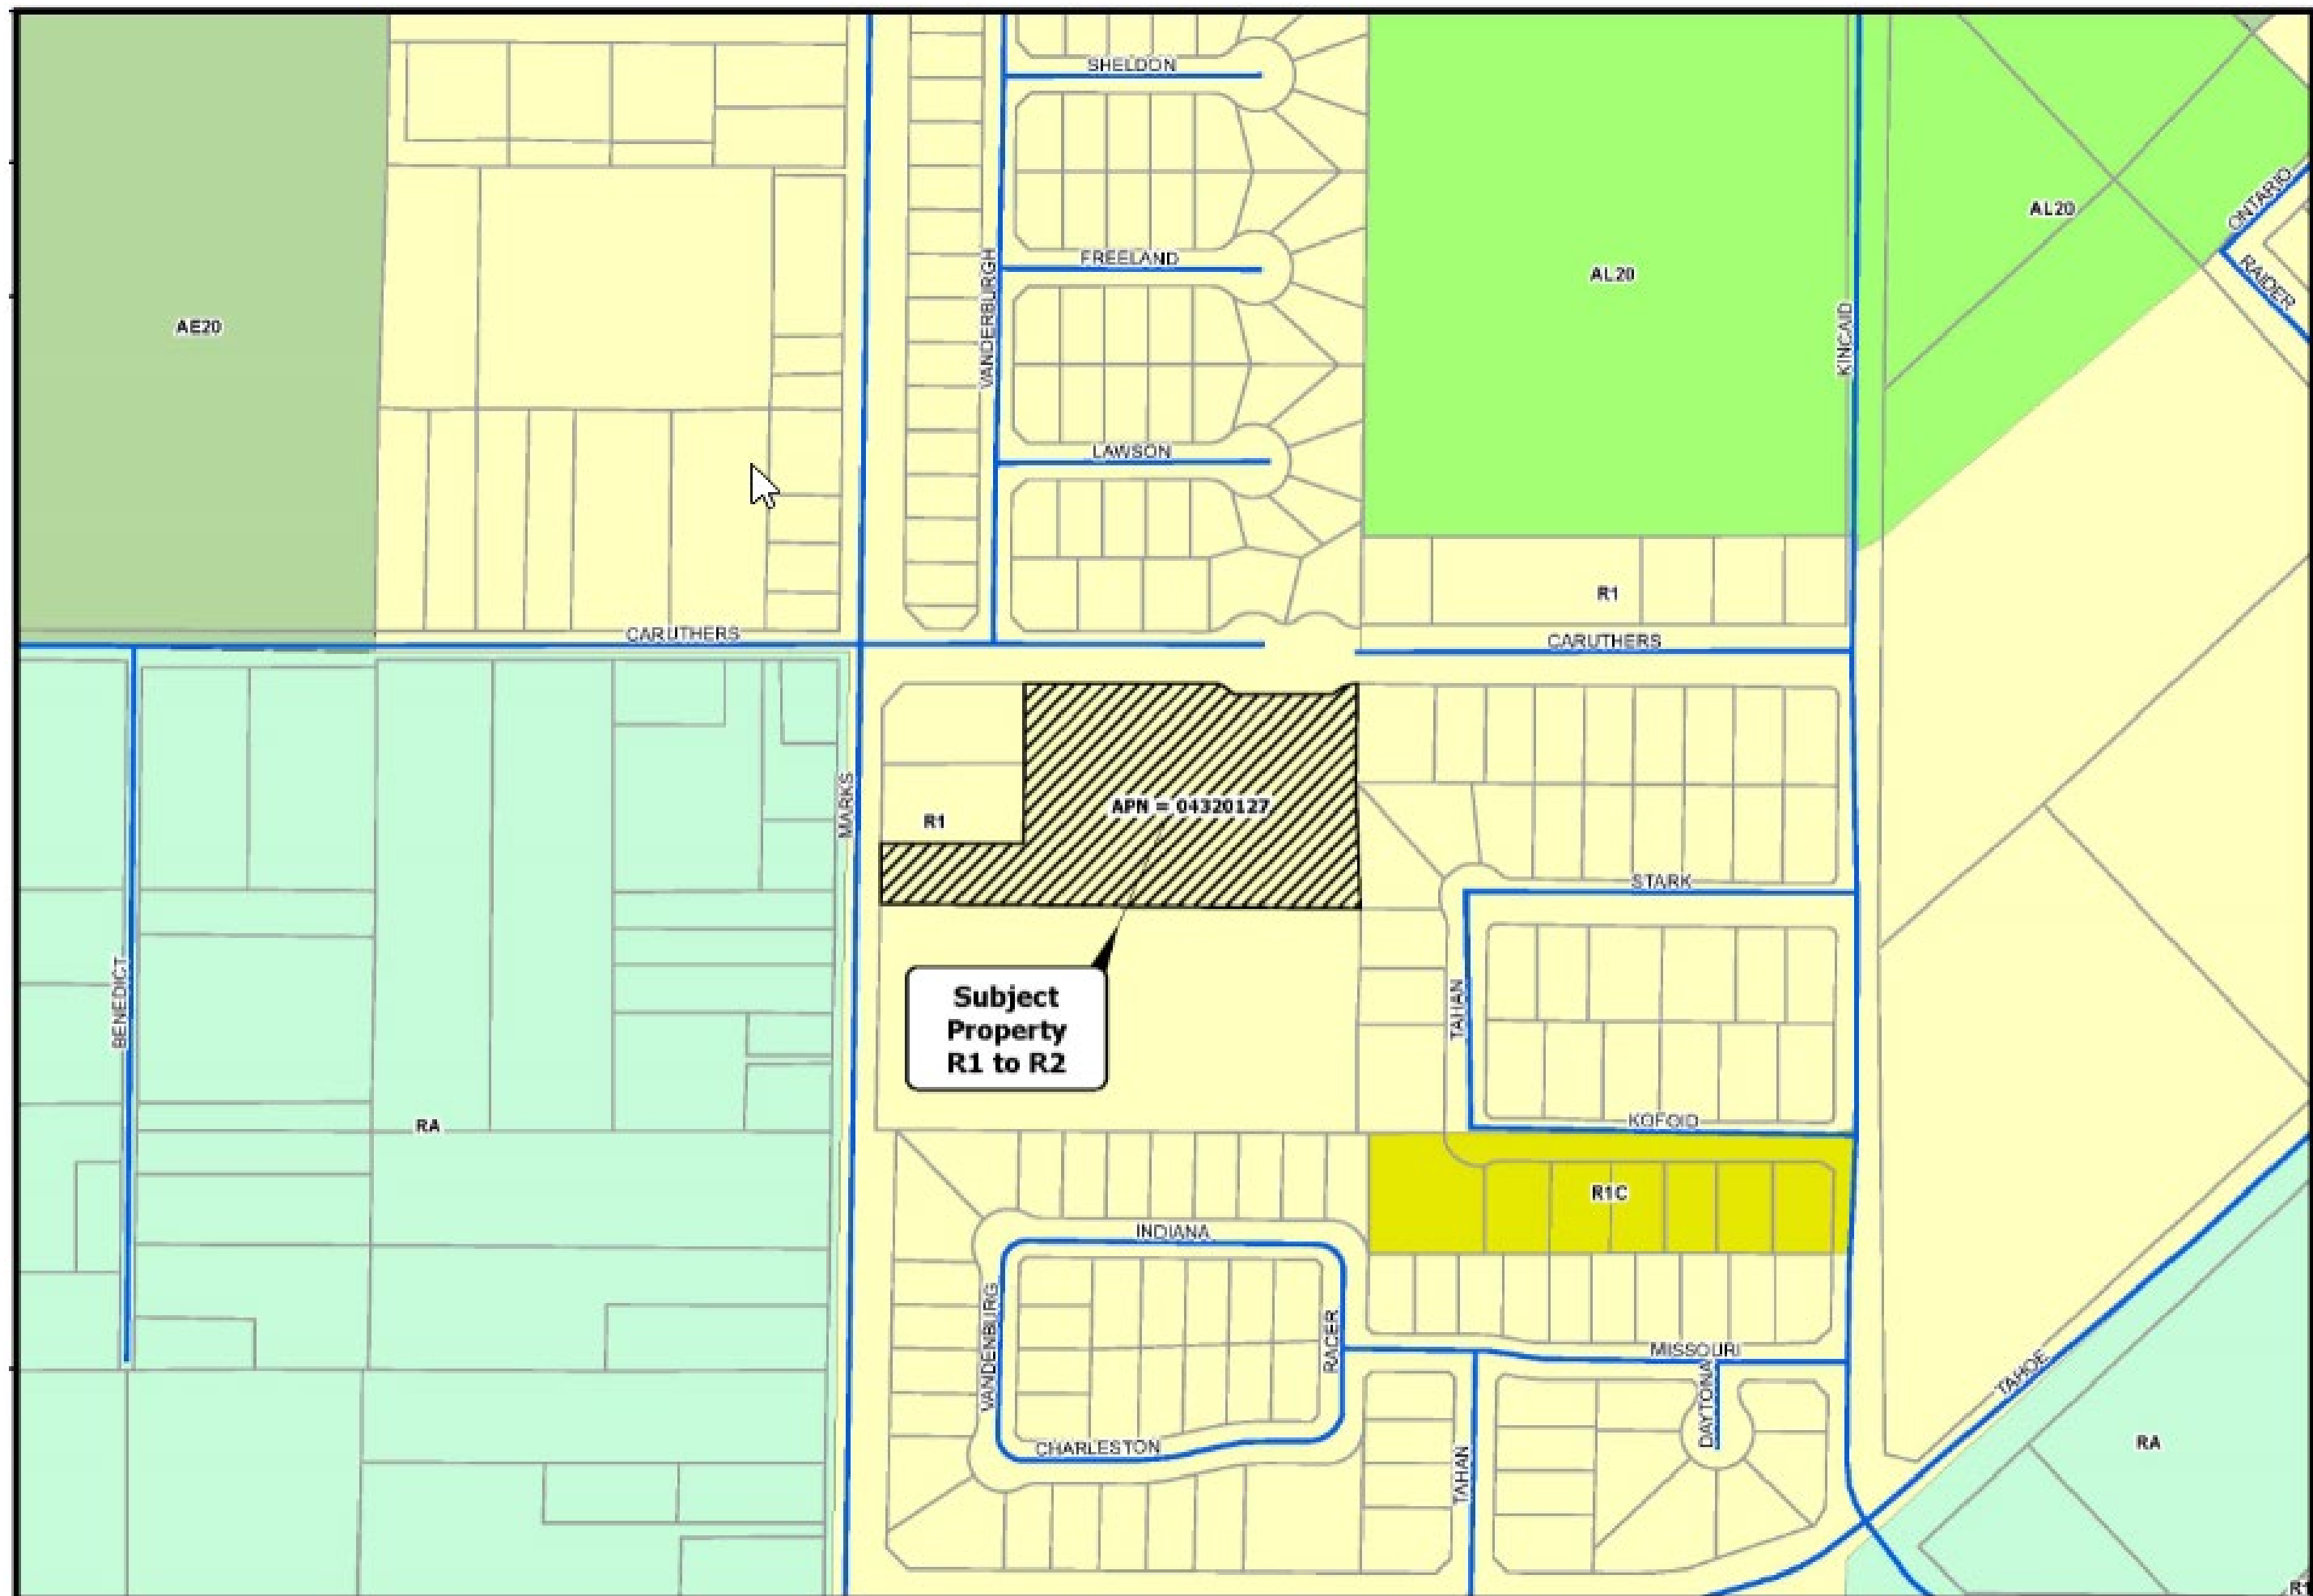 SHELDON
ONTARIO
AL20
VANDERBURGH
FREELAND
AL20
RAIDER
AE20
KINCAID
LAWSON
R1
CARUTHERS
CARUTHERS
MARKS
APN = 04320127
R1
STARK
BENEDICT
Subject
Property
R1 to R2
TAHAN
RA
KOFOID
R1C
INDIANA
VANDENBURG
RACER
MISSOURI
DAYTONA
TAHOE
CHARLESTON
TAHAN
RA